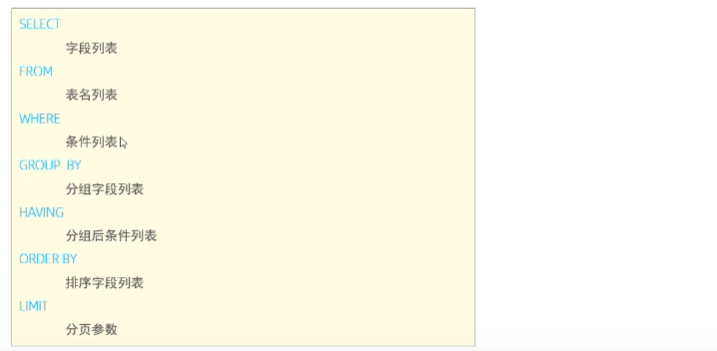 SELECT
字段列表
FROM
表名列表
WHERE
条件列表
GROUP BY
分组字段列表
HAVING
分组后条件列表
ORDER BY
排序字段列表
LIMIT
分页参数